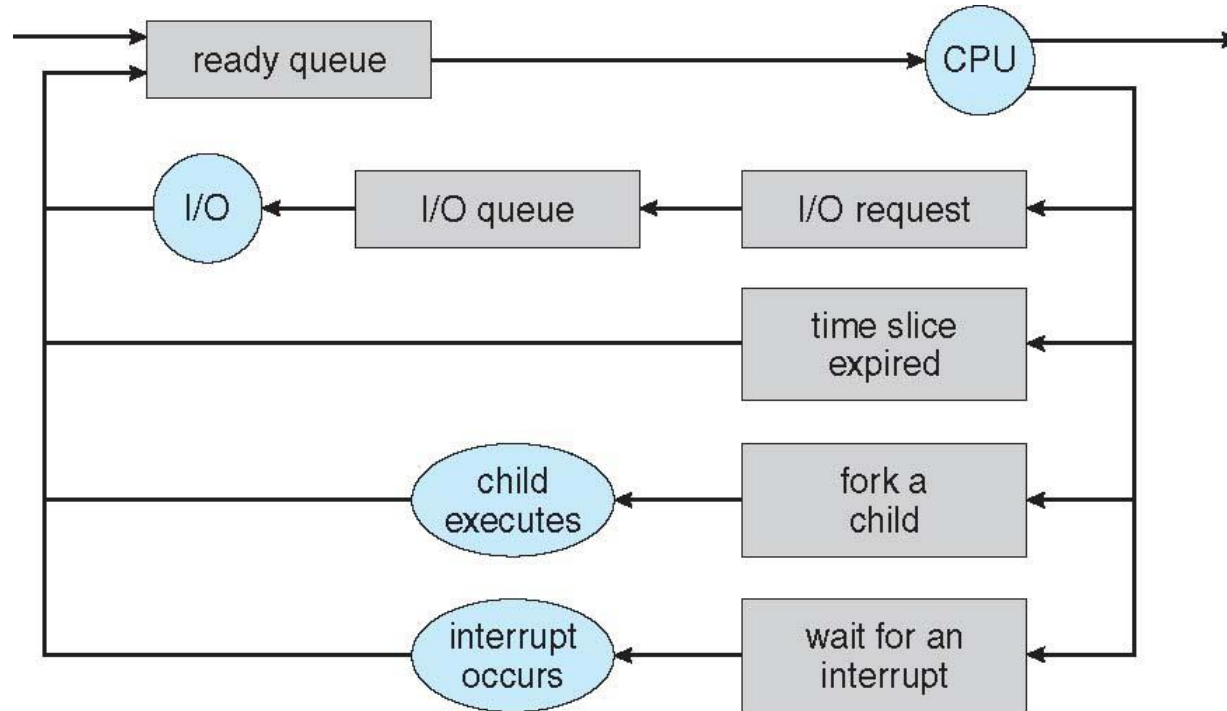 ready queue
CPU
I/O
I/O queue
I/O request
time slice
expired
child
executes
fork a
child
interrupt
occurs
wait for an
interrupt